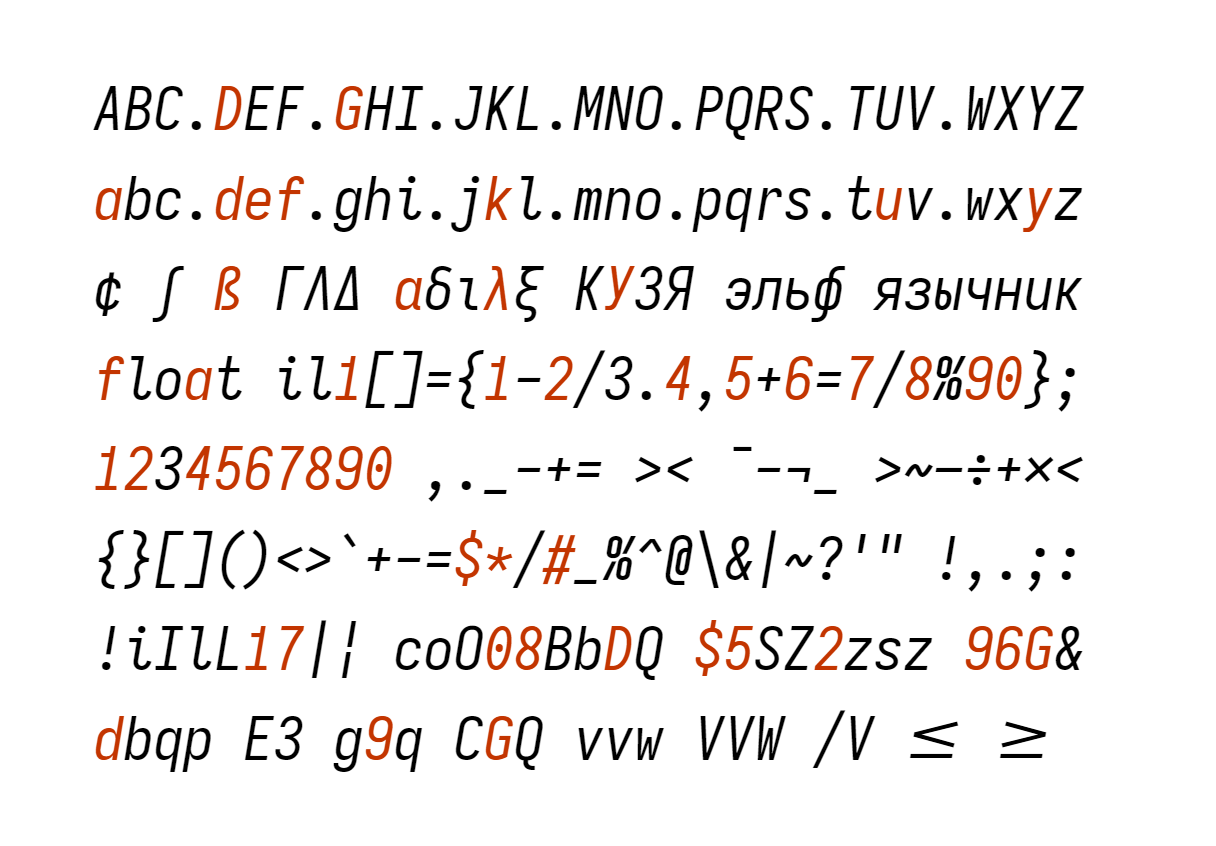 ABC.DEF.GHI.JKL.MNO.PQRS.TUV.WXYZ
abc.def.ghi.jkl.mno.pqrs.tuv.wxyz
¢ ∫ ß ΓΛΔ αδιλξ КУЗЯ эльф язычник
float il1[]={1-2/3.4,5+6=7/8%90};
1234567890 ,._-+= >< ¯-¬_ >~–÷+×<
{}[]()<>`+-=$*/#_%^@\&|~?'" !,.;:
!iIlL17|¦ coO08BbDQ $5SZ2zsz 96G&
dbqp E3 g9q CGQ vvw VVW /V ≤ ≥